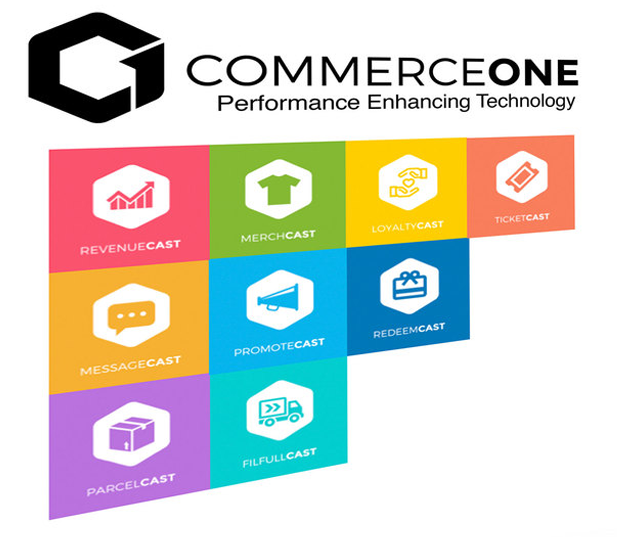 COMMERCEONE
Performance Enhancing Technology
REVENUECAST
MERCHCAST
LOYALTYCAST
TICKETCAST
MESSAGECAST
PROMOTECAST
REDEEMCAST
PARCELCAST
FILFULLCAST